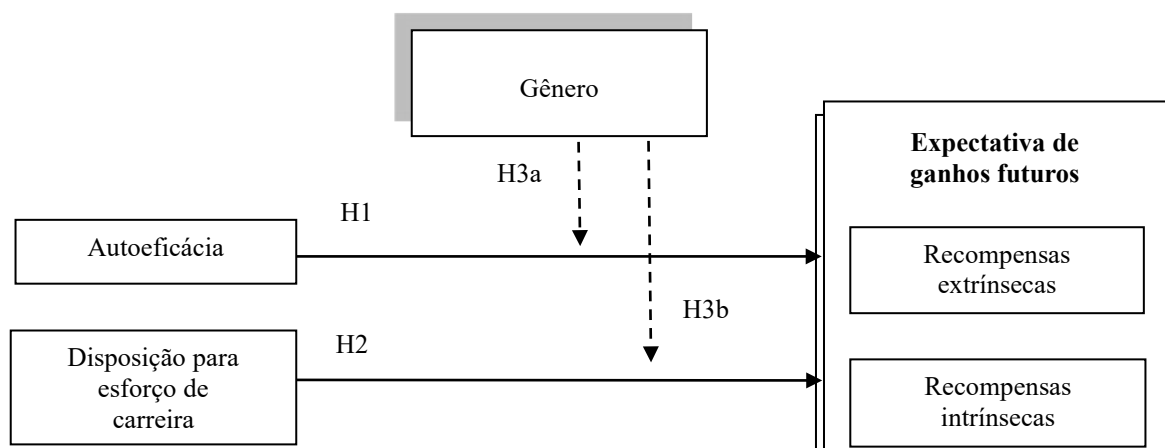 Gênero
H3a
Expectativa de
ganhos futuros
H1
Autoeficácia
Recompensas
extrínsecas
H3b
H2
Disposição para
esforço de
carreira
Recompensas
intrínsecas